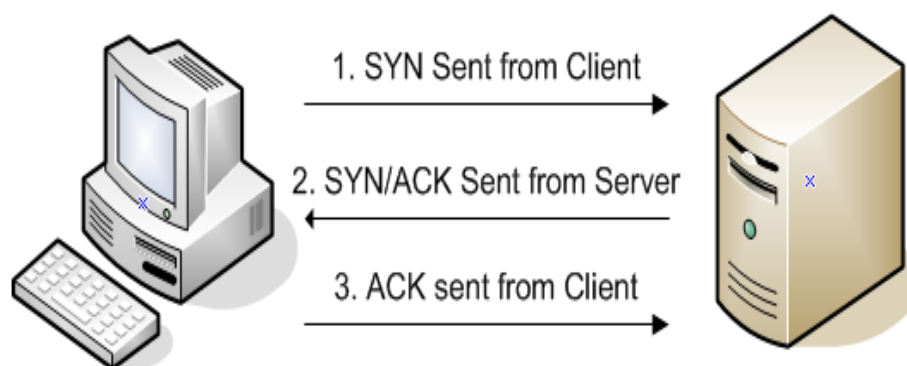 1. SYN Sent from Client
2. SYN/ACK Sent from Server
3. ACK sent from Client